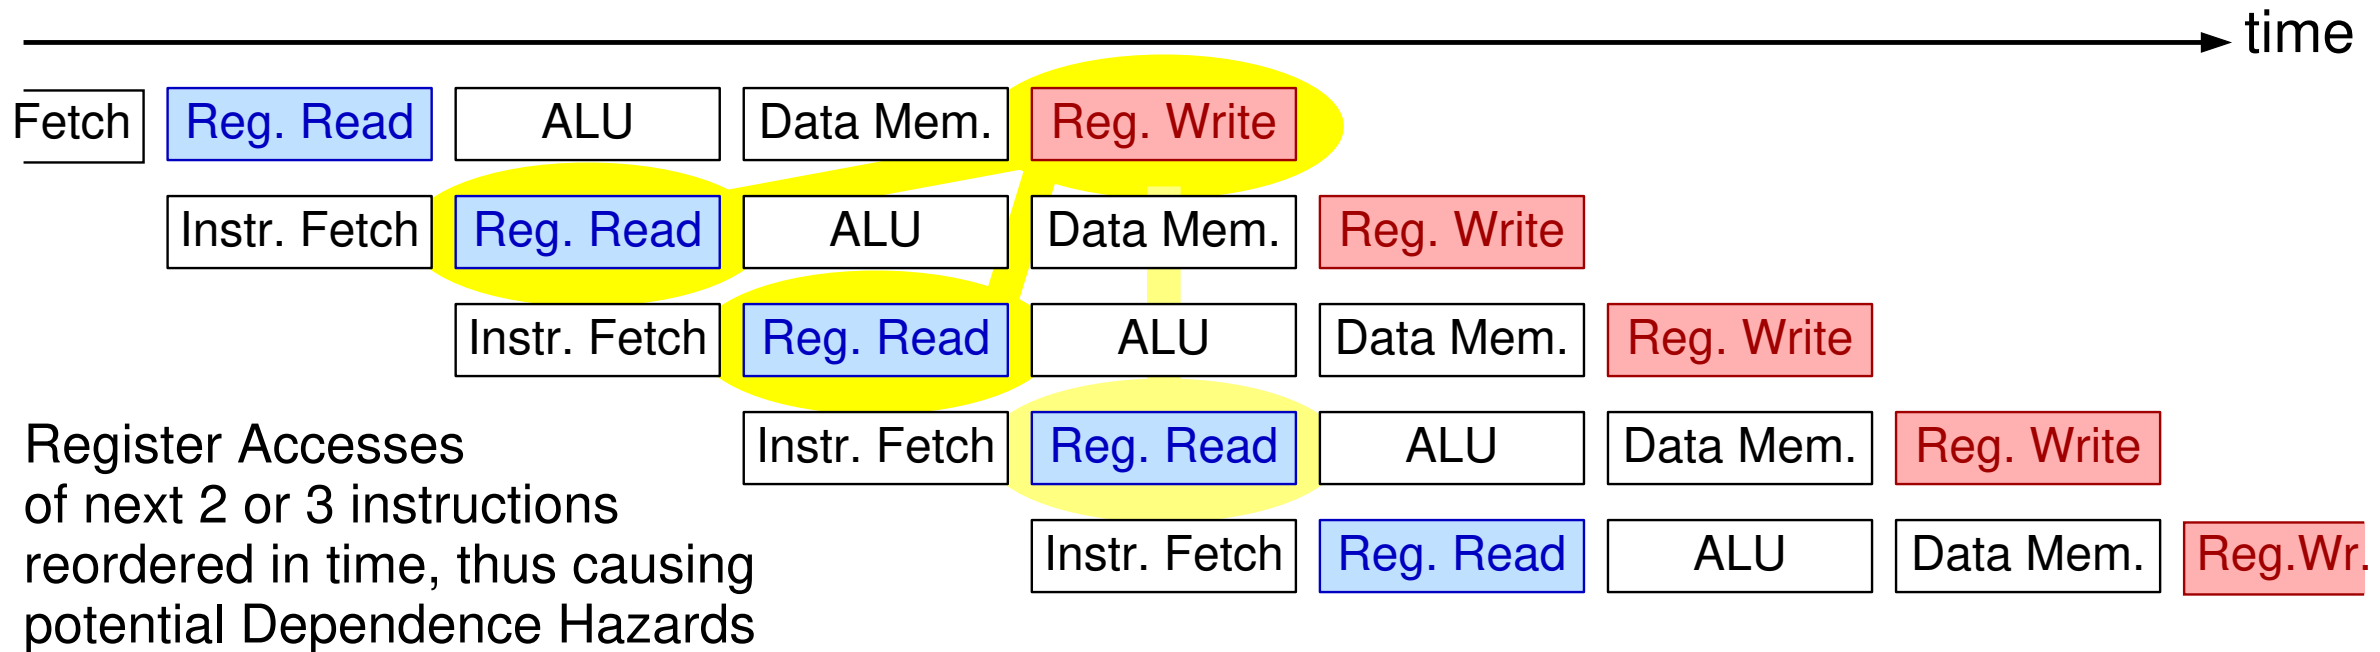 time
Fetch Reg. Read ALU Data Mem. Reg. Write
Instr. Fetch Reg. Read ALU Data Mem. Reg. Write
Instr. Fetch Reg. Read ALU Data Mem. Reg. Write
Instr. Fetch Reg. Read ALU Data Mem. Reg. Write
Instr. Fetch Reg. Read ALU Data Mem. Reg.Wr.
Register Accesses
of next 2 or 3 instructions
reordered in time, thus causing
potential Dependence Hazards